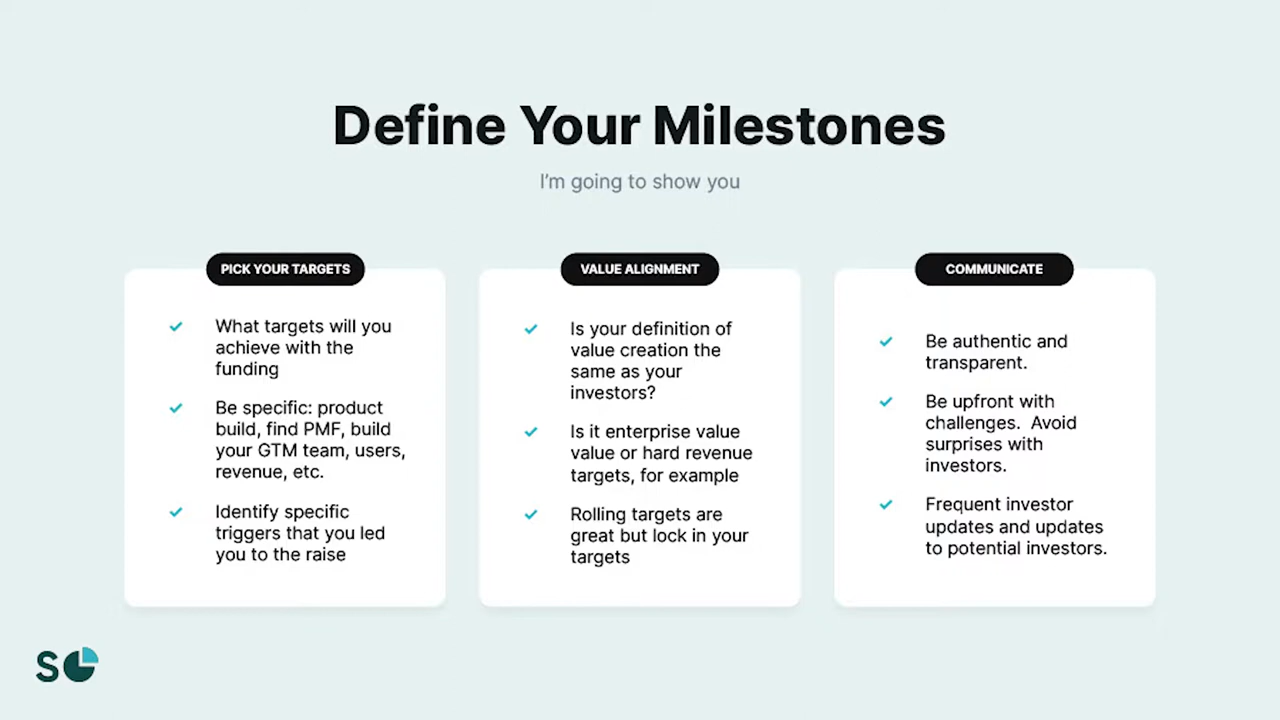 Define Your Milestones
I'm going to show you
PICK YOUR TARGETS
What targets will you
achieve with the
funding
Be specific: product
build, find PMF, build
your GTM team, users,
revenue, etc.
Identify specific
triggers that you led
you to the raise
VALUE ALIGNMENT
Is your definition of
value creation the
same as your
investors?
Is it enterprise value
value or hard revenue
targets, for example
Rolling targets are
great but lock in your
targets
COMMUNICATE
Be authentic and
transparent.
Be upfront with
challenges.  Avoid
surprises with
investors.
Frequent investor
updates and updates
to potential investors.
S